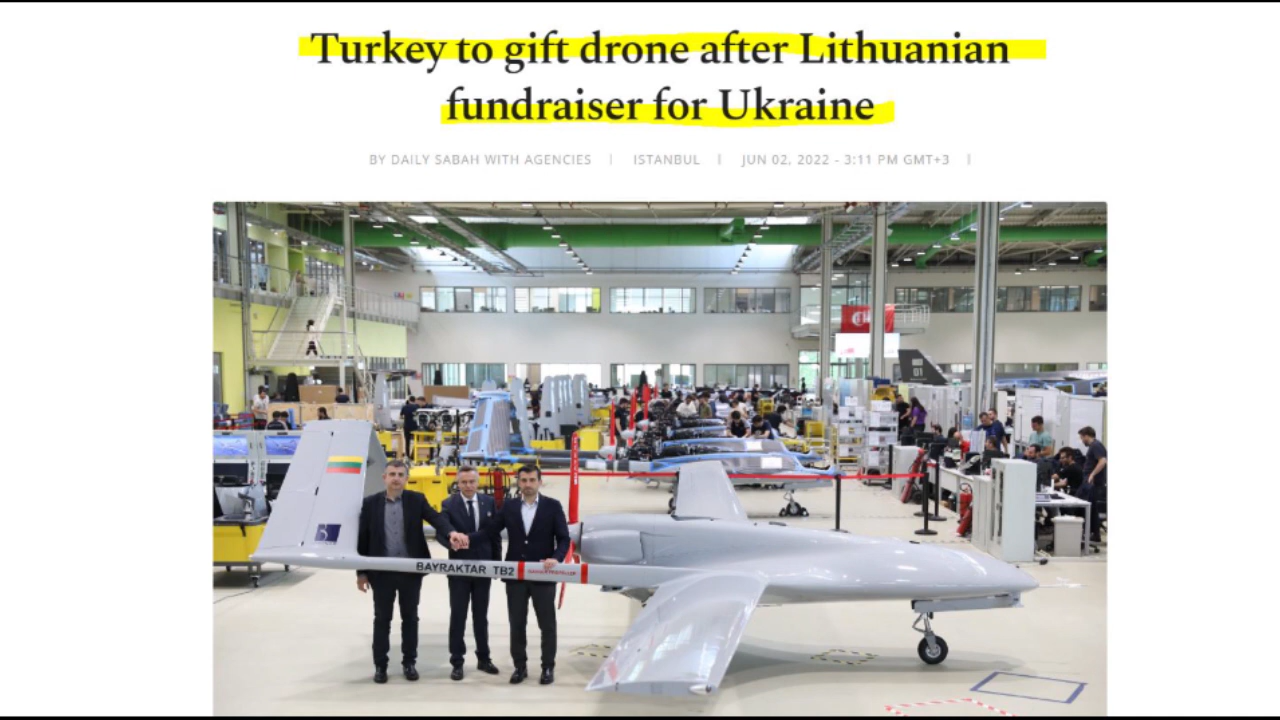 Turkey to gift drone after Lithuanian
fundraiser for Ukraine
BY DAILY SABAH WITH AGENCIES | ISTANBUL | JUN 02, 2022 - 3:11 PM GMT+3 |
BAYRAKTAR TB2